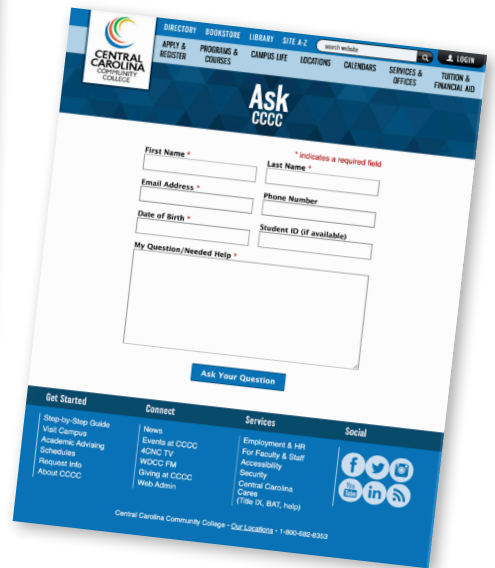 DIRECTORY BOOKSTORE LIBRARY SITE A-Z search website LOGIN
CENTRAL
CAROLINA
COMMUNITY
COLLEGE
APPLY &
REGISTER
PROGRAMS &
COURSES
CAMPUS LIFE
LOCATIONS
CALENDARS
SERVICES &
OFFICES
TUITION &
FINANCIAL AID
Ask
CCCC
* indicates a required field
First Name *
Last Name *
Email Address *
Phone Number
Date of Birth *
Student ID (if available)
My Question/Needed Help *
Ask Your Question
Get Started
Step-by-Step Guide
Visit Campus
Academic Advising
Schedules
Request Info
About CCCC
Connect
News
Events at CCCC
4CNC TV
WDCC FM
Giving at CCCC
Web Admin
Services
Employment & HR
For Faculty & Staff
Accessibility
Security
Central Carolina
Cares
(Title IX, BAT, help)
Social
f
You
Tube
in
Central Carolina Community College • Our Locations • 1-800-682-8353